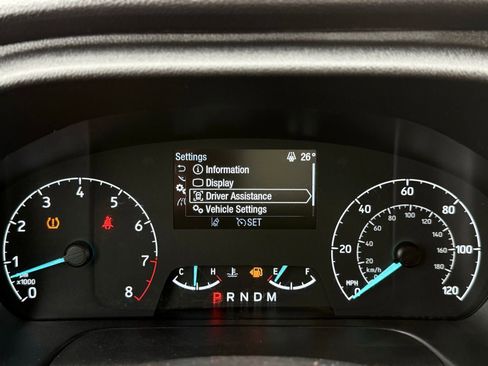 Settings 26°
Information
Display
Driver Assistance
Vehicle Settings
SET
0 1 2 3 4 5 6 7 8
x1000
C H
E F
P R N D M
0 20 40 60 80 100 120
MPH
20 40 60 80 100 120 140 160 180
km/h